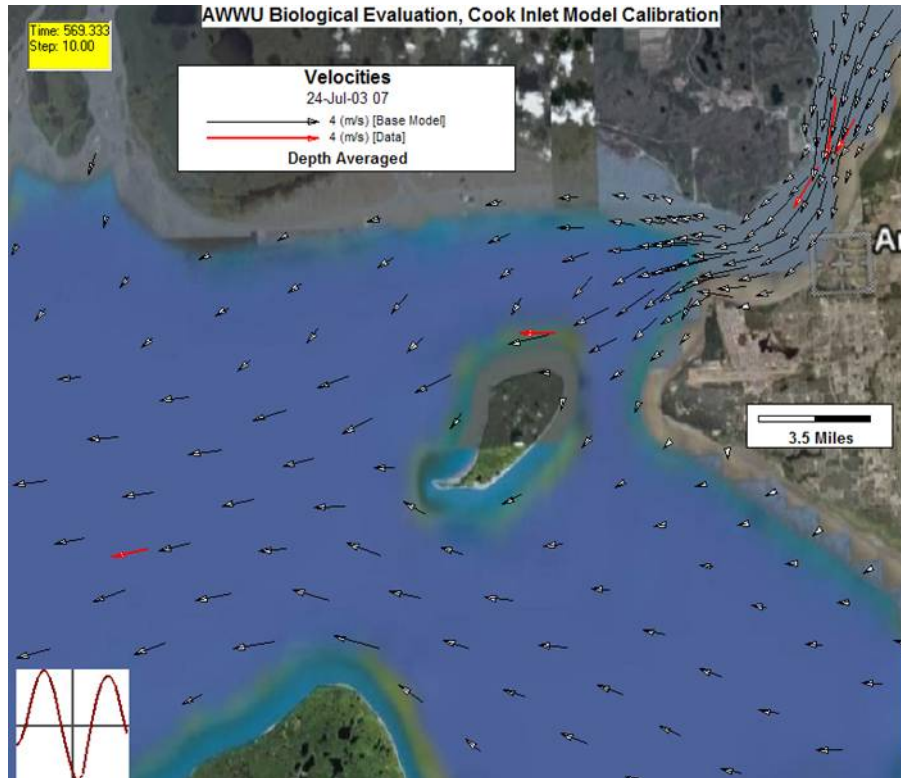 AWWU Biological Evaluation, Cook Inlet Model Calibration
Time: 569.333
Step: 10.00
Velocities
24-Jul-03 07
4 (m/s) [Base Model]
4 (m/s) [Data]
Depth Averaged
An
3.5 Miles